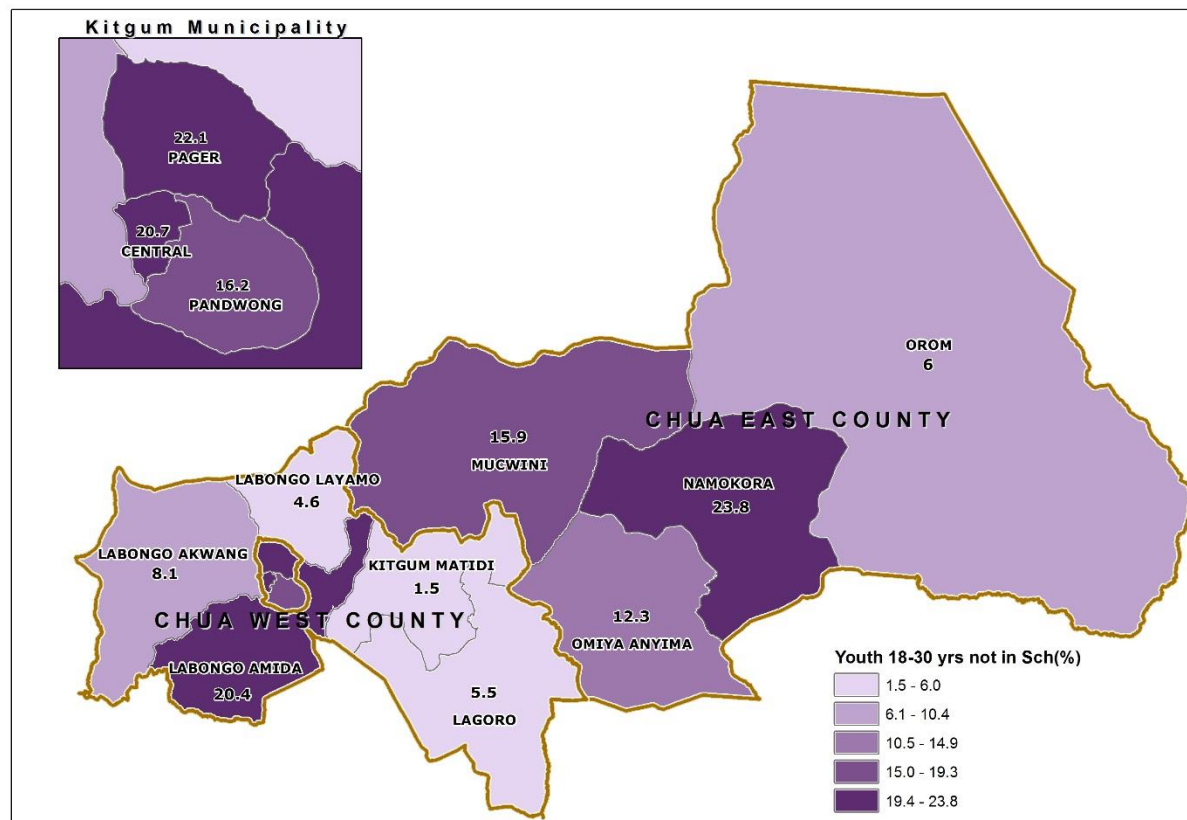 Kitgum Municipality
22.1
PAGER
20.7
CENTRAL
16.2
PANDWONG
OROM
6
CHUA EAST COUNTY
15.9
MUCWINI
NAMOKORA
23.8
LABONGO LAYAMO
4.6
LABONGO AKWANG
8.1
KITGUM MATIDI
1.5
CHUA WEST COUNTY
12.3
OMIYA ANYIMA
LABONGO AMIDA
20.4
5.5
LAGORO
Youth 18-30 yrs not in Sch(%)
1.5 - 6.0
6.1 - 10.4
10.5 - 14.9
15.0 - 19.3
19.4 - 23.8